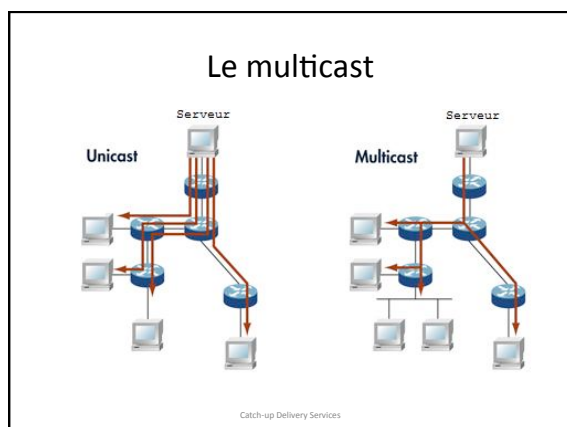 Le multicast
Serveur
Unicast
Serveur
Multicast
Catch-up Delivery Services